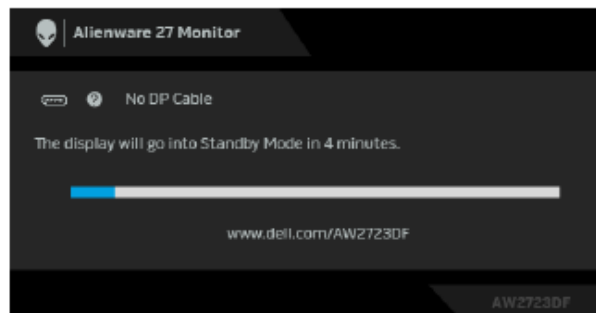 Alienware 27 Monitor
No DP Cable
The display will go into Standby Mode in 4 minutes.
www.dell.com/AW2723DF
AW2723DF